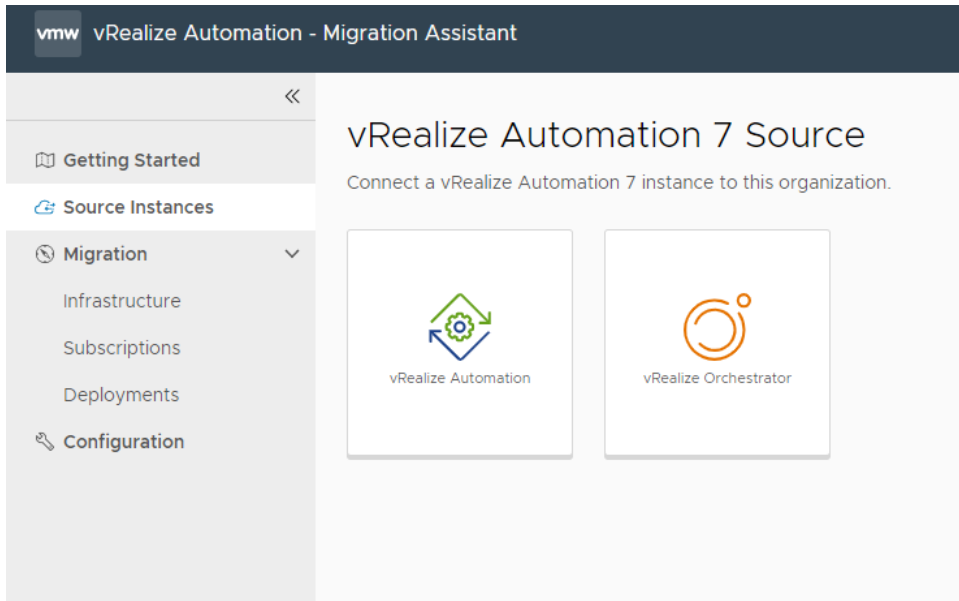 vmw vRealize Automation - Migration Assistant
Getting Started
Source Instances
Migration
Infrastructure
Subscriptions
Deployments
Configuration
vRealize Automation 7 Source
Connect a vRealize Automation 7 instance to this organization.
vRealize Automation
vRealize Orchestrator